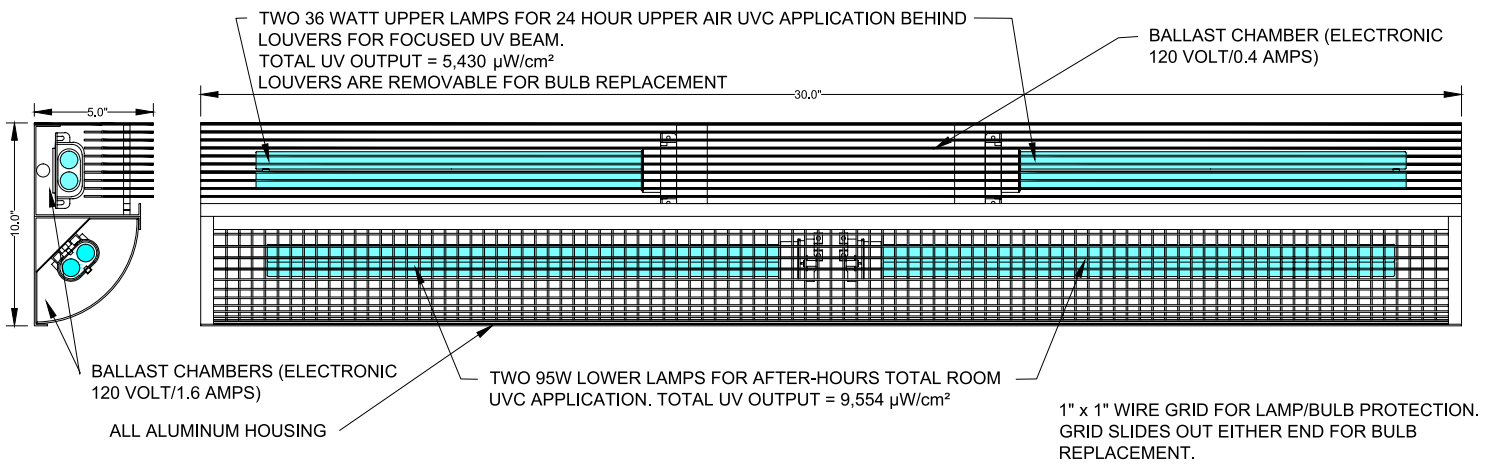 TWO 36 WATT UPPER LAMPS FOR 24 HOUR UPPER AIR UVC APPLICATION BEHIND
LOUVERS FOR FOCUSED UV BEAM.
TOTAL UV OUTPUT = 5,430 µW/cm²
LOUVERS ARE REMOVABLE FOR BULB REPLACEMENT
BALLAST CHAMBER (ELECTRONIC
120 VOLT/0.4 AMPS)
5.0"
30.0"
10.0"
BALLAST CHAMBERS (ELECTRONIC
120 VOLT/1.6 AMPS)
ALL ALUMINUM HOUSING
TWO 95W LOWER LAMPS FOR AFTER-HOURS TOTAL ROOM
UVC APPLICATION. TOTAL UV OUTPUT = 9,554 µW/cm²
1" x 1" WIRE GRID FOR LAMP/BULB PROTECTION.
GRID SLIDES OUT EITHER END FOR BULB
REPLACEMENT.